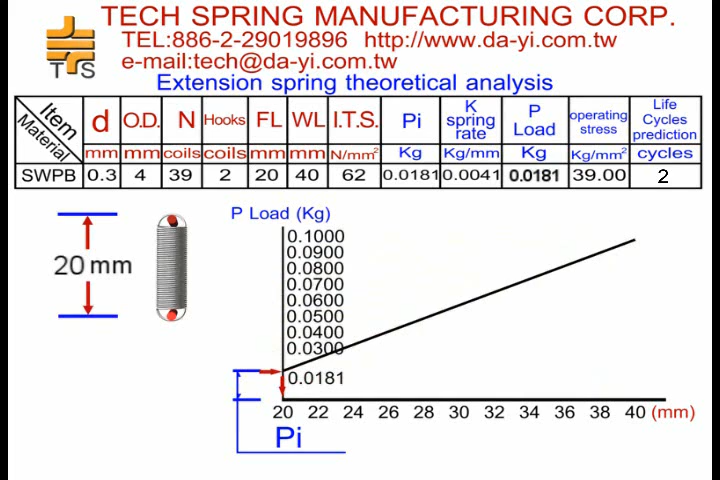 TECH SPRING MANUFACTURING CORP.
TEL:886-2-29019896 http://www.da-yi.com.tw
e-mail:tech@da-yi.com.tw
T S
Extension spring theoretical analysis
Item Material d O.D. N Hooks FL WL I.T.S. Pi K spring rate P Load operating stress Life Cycles prediction
mm mm coils coils mm mm N/mm² Kg Kg/mm Kg Kg/mm² cycles
SWPB 0.3 4 39 2 20 40 62 0.0181 0.0041 0.0181 39.00 2
P Load (Kg)
0.1000
0.0900
0.0800
0.0700
0.0600
0.0500
0.0400
0.0300
0.0181
20 mm
20 22 24 26 28 30 32 34 36 38 40 (mm)
Pi